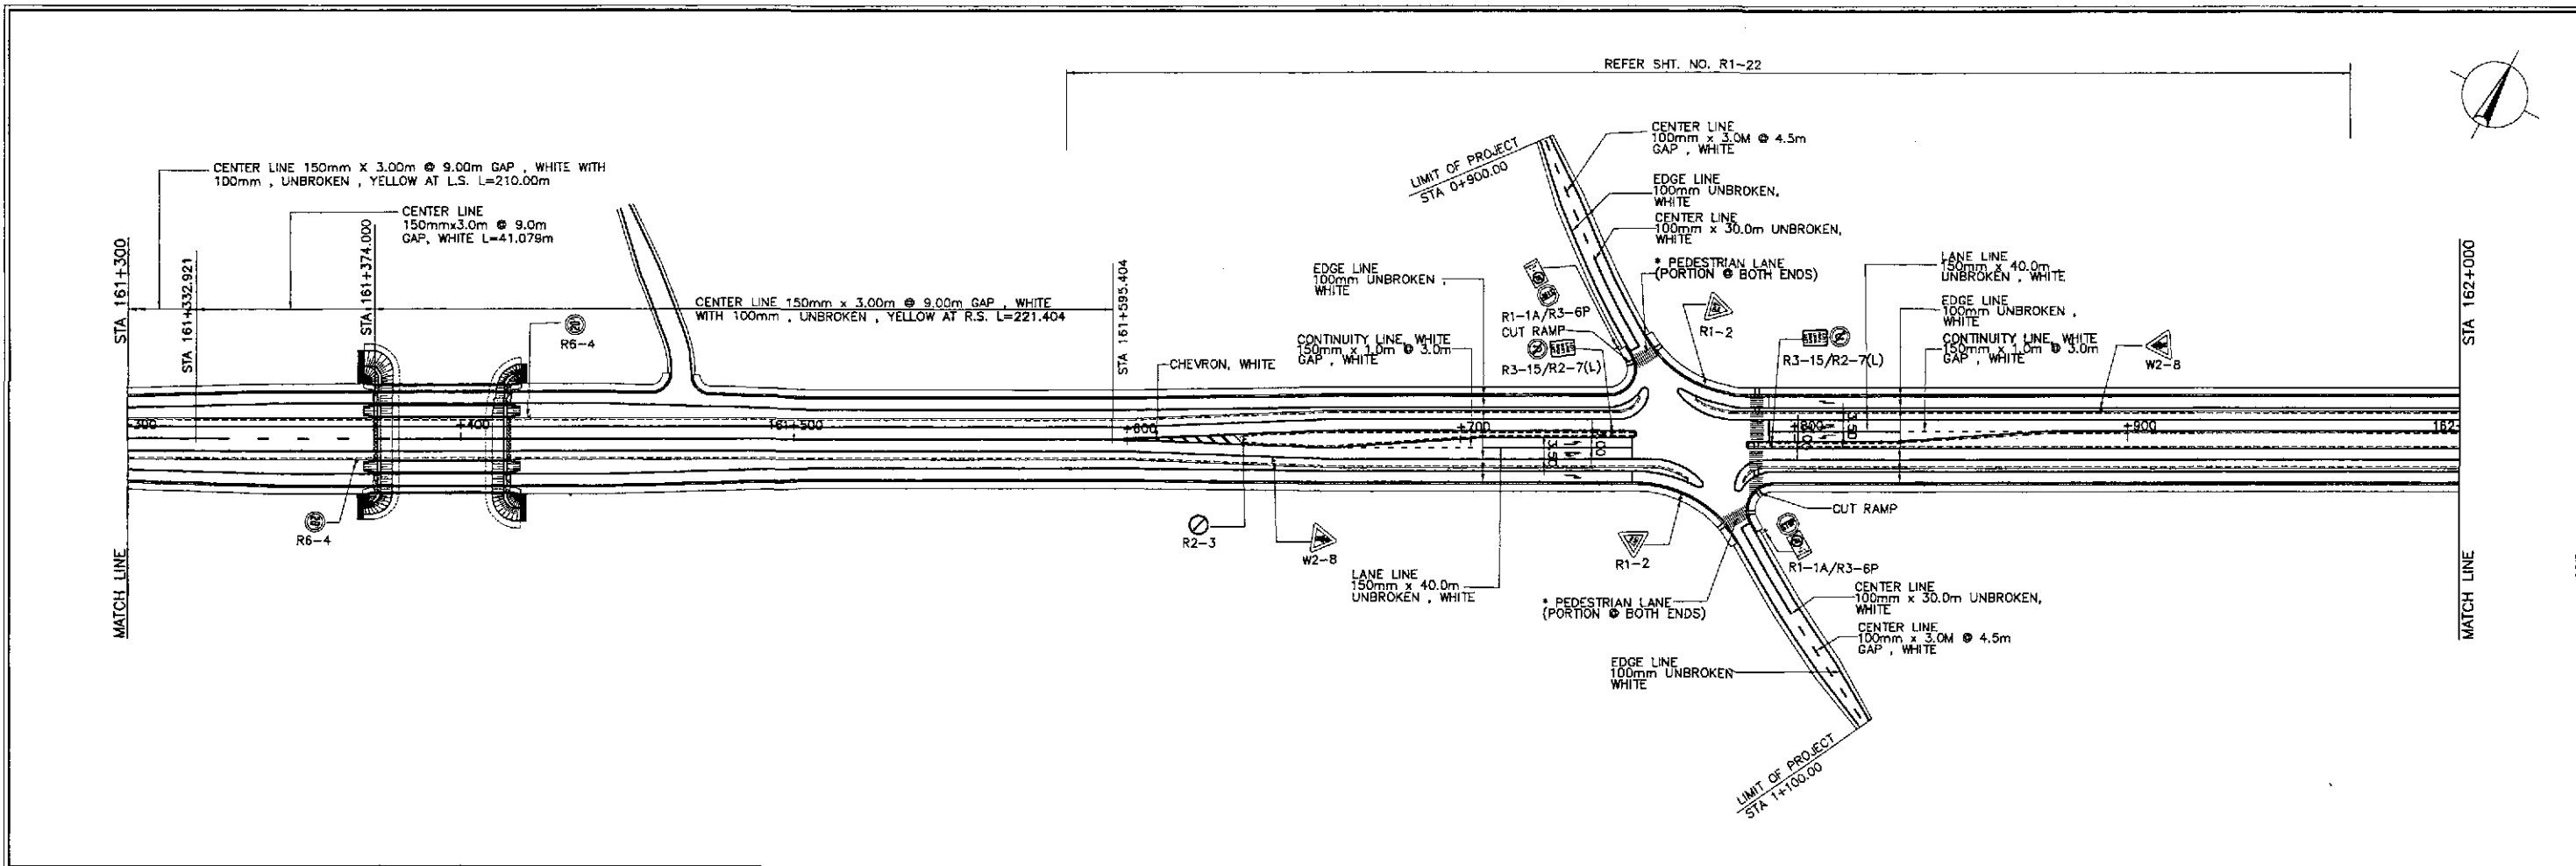 REFER SHT. NO. R1-22
CENTER LINE 150mm X 3.00m @ 9.00m GAP , WHITE WITH
100mm , UNBROKEN , YELLOW AT L.S. L=210.00m
CENTER LINE
150mmx3.0m @ 9.0m
GAP, WHITE L=41.079m
STA 161+300
STA 161+332.921
STA 161+374.000
CENTER LINE 150mm x 3.00m @ 9.00m GAP , WHITE
WITH 100mm , UNBROKEN , YELLOW AT R.S. L=221.404
STA 161+595.404
R6-4
CHEVRON, WHITE
LIMIT OF PROJECT
STA 0+900.00
CENTER LINE
100mm x 3.0M @ 4.5m
GAP , WHITE
EDGE LINE
100mm UNBROKEN,
WHITE
CENTER LINE
100mm x 30.0m UNBROKEN,
WHITE
* PEDESTRIAN LANE
(PORTION @ BOTH ENDS)
EDGE LINE
100mm UNBROKEN ,
WHITE
R1-1A/R3-6P
CUT RAMP
CONTINUITY LINE, WHITE
150mm x 1.0m @ 3.0m
GAP , WHITE
R3-15/R2-7(L)
R1-2
LANE LINE
150mm x 40.0m
UNBROKEN , WHITE
EDGE LINE
100mm UNBROKEN ,
WHITE
CONTINUITY LINE, WHITE
150mm x 1.0m @ 3.0m
GAP , WHITE
R3-15/R2-7(L)
W2-8
STA 162+000
300
+400
161+500
+600
+700
+800
+900
162+
3.50
3.50
R6-4
20
20
R2-3
W2-8
LANE LINE
150mm x 40.0m
UNBROKEN , WHITE
R1-2
* PEDESTRIAN LANE
(PORTION @ BOTH ENDS)
CUT RAMP
STOP
R1-1A/R3-6P
CENTER LINE
100mm x 30.0m UNBROKEN,
WHITE
CENTER LINE
100mm x 3.0M @ 4.5m
GAP , WHITE
EDGE LINE
100mm UNBROKEN
WHITE
LIMIT OF PROJECT
STA 1+100.00
MATCH LINE
MATCH LINE